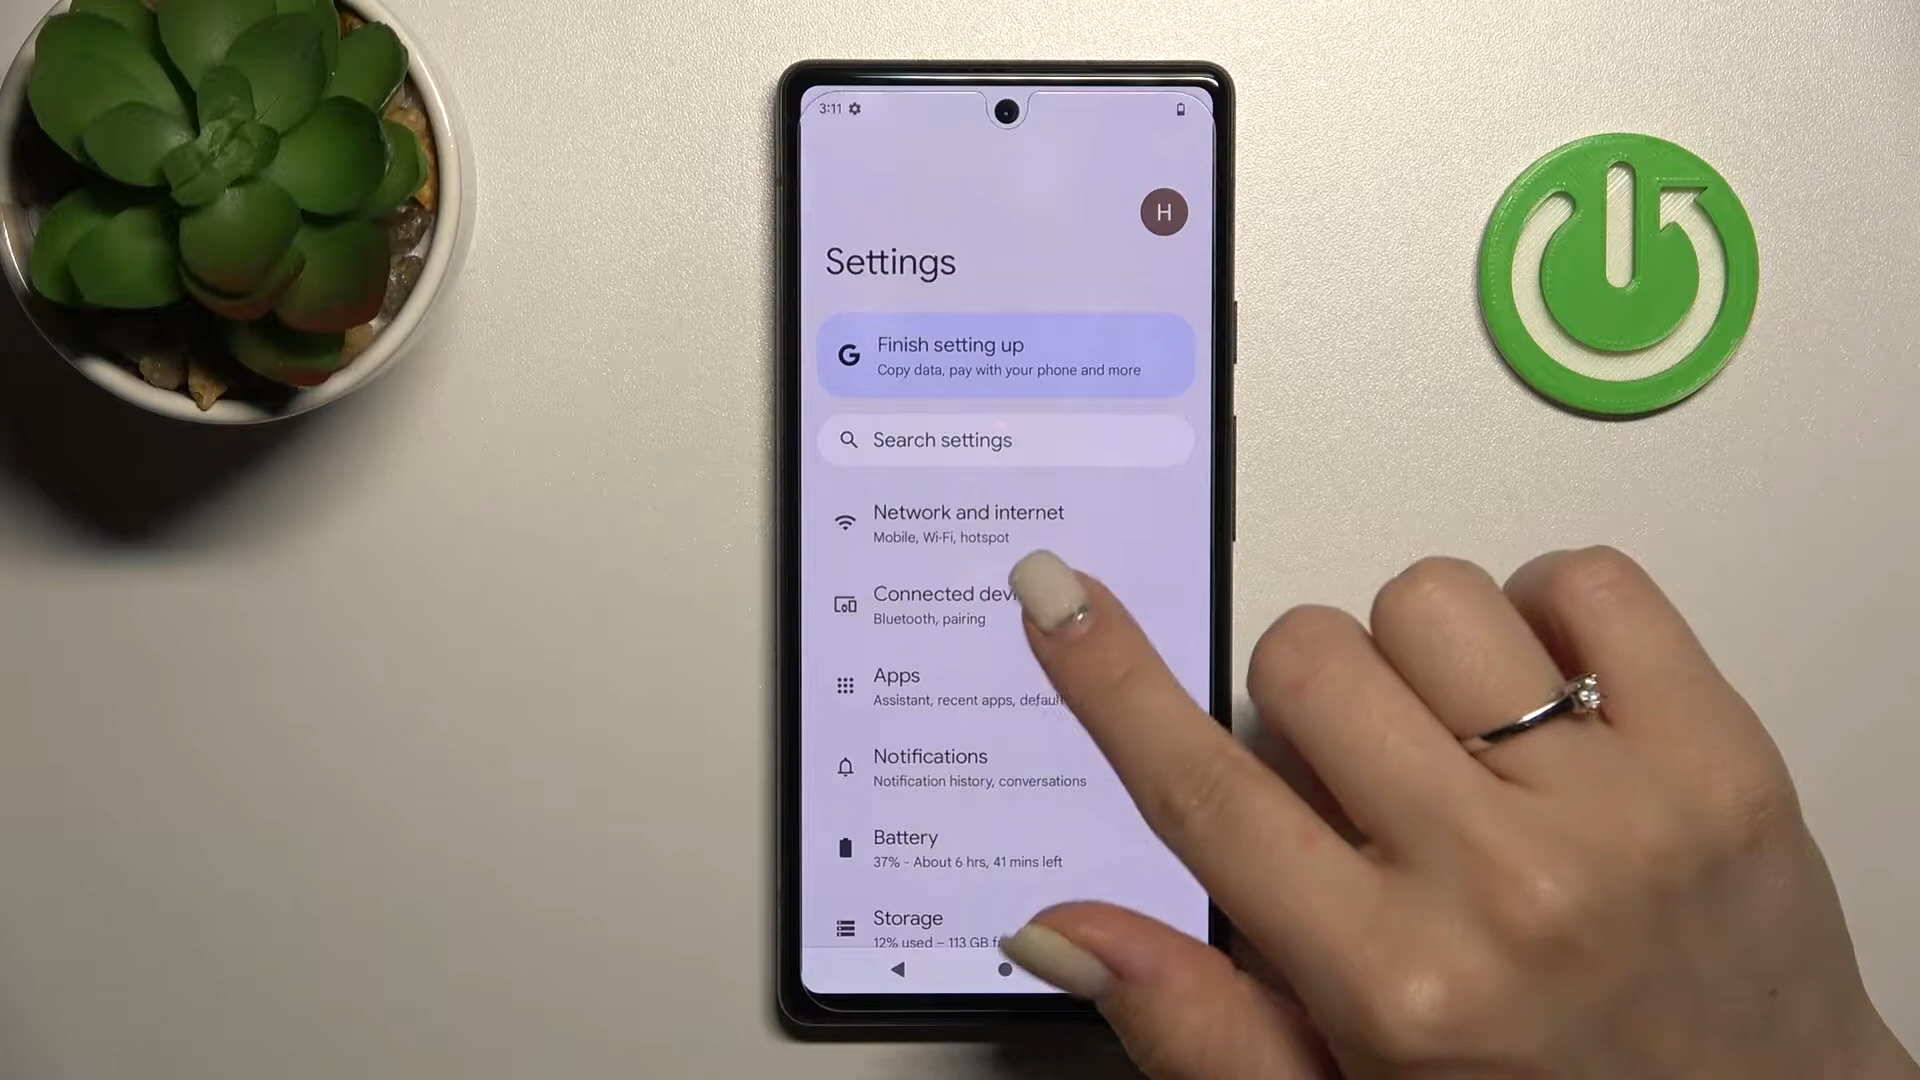 3:11
H
Settings
Finish setting up
Copy data, pay with your phone and more
Search settings
Network and internet
Mobile, Wi-Fi, hotspot
Connected
Bluetooth, pairing
Apps
Assistant, recent apps,
Notifications
Notification history, conversations
Battery
37% - About 6 hrs, 41 mins left
Storage
12% used – 113 GB